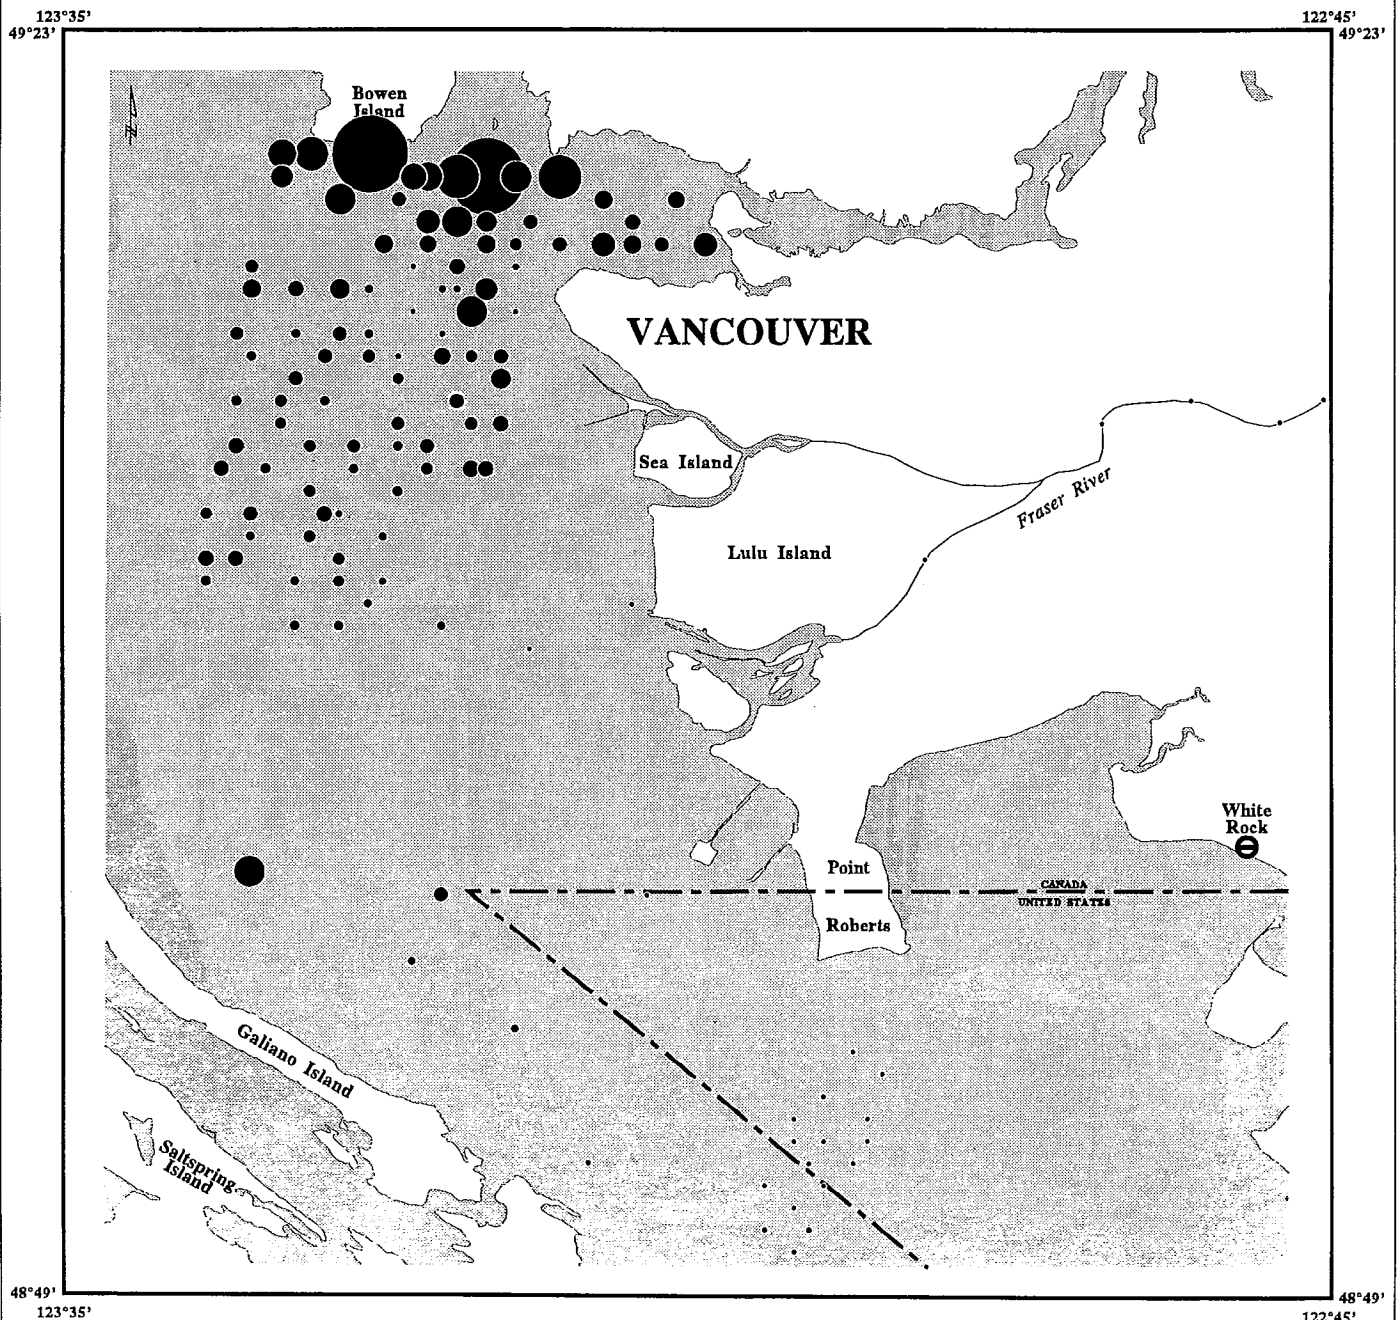 123°35'
122°45'
49°23'
49°23'
Bowen
Island
VANCOUVER
Sea Island
Fraser River
Lulu Island
White
Rock
Point
CANADA
UNITED STATES
Roberts
Galiano Island
Saltspring
Island
48°49'
48°49'
123°35'
122°45'